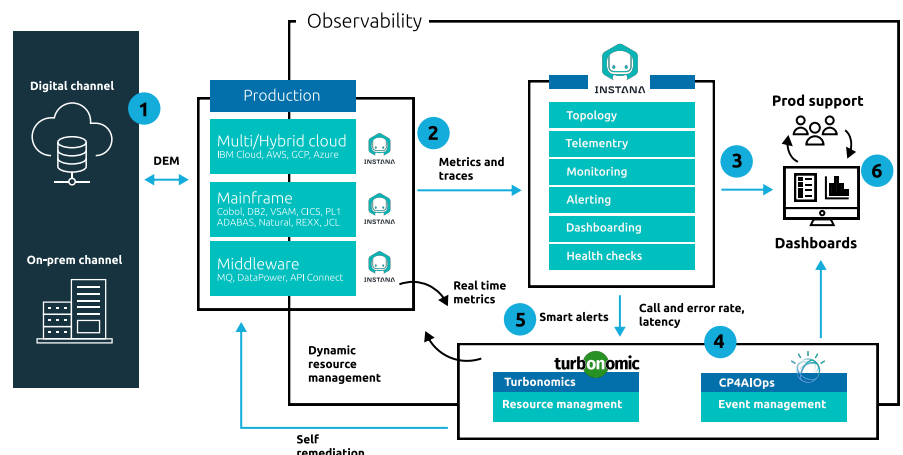 Observability
Digital channel
1
DEM
On-prem channel
Production
Multi/Hybrid cloud
IBM Cloud, AWS, GCP, Azure
INSTANA
Mainframe
Cobol, DB2, VSAM, CICS, PL1
ADABAS, Natural, REXX, JCL
INSTANA
Middleware
MQ, DataPower, API Connect
INSTANA
2
Metrics and
traces
Real time
metrics
INSTANA
Topology
Telementry
Monitoring
Alerting
Dashboarding
Health checks
3
Prod support
6
Dashboards
5
Smart alerts
Call and error rate,
latency
4
Dynamic
resource
management
turbonomic
Turbonomics
Resource managment
CP4AIOps
Event management
Self
remediation